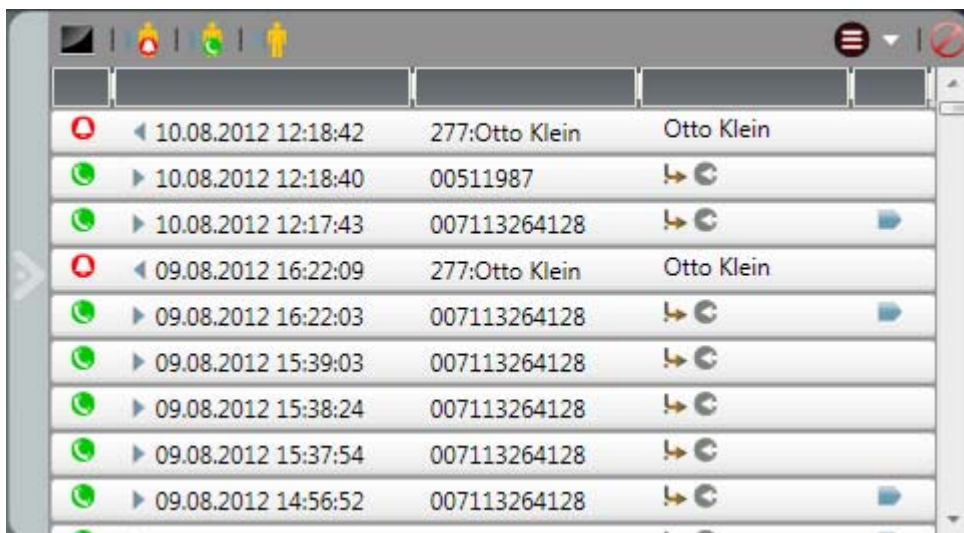 10.08.2012 12:18:42 277:Otto Klein Otto Klein
10.08.2012 12:18:40 00511987
10.08.2012 12:17:43 007113264128
09.08.2012 16:22:09 277:Otto Klein Otto Klein
09.08.2012 16:22:03 007113264128
09.08.2012 15:39:03 007113264128
09.08.2012 15:38:24 007113264128
09.08.2012 15:37:54 007113264128
09.08.2012 14:56:52 007113264128